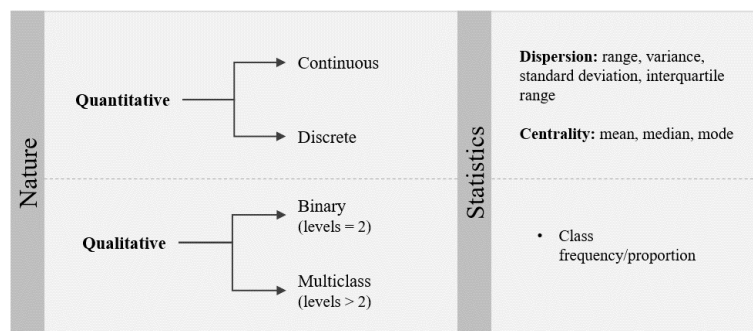 Nature
Quantitative
Continuous
Discrete
Qualitative
Binary
(levels = 2)
Multiclass
(levels > 2)
Statistics
Dispersion: range, variance,
standard deviation, interquartile
range
Centrality: mean, median, mode
• Class
frequency/proportion